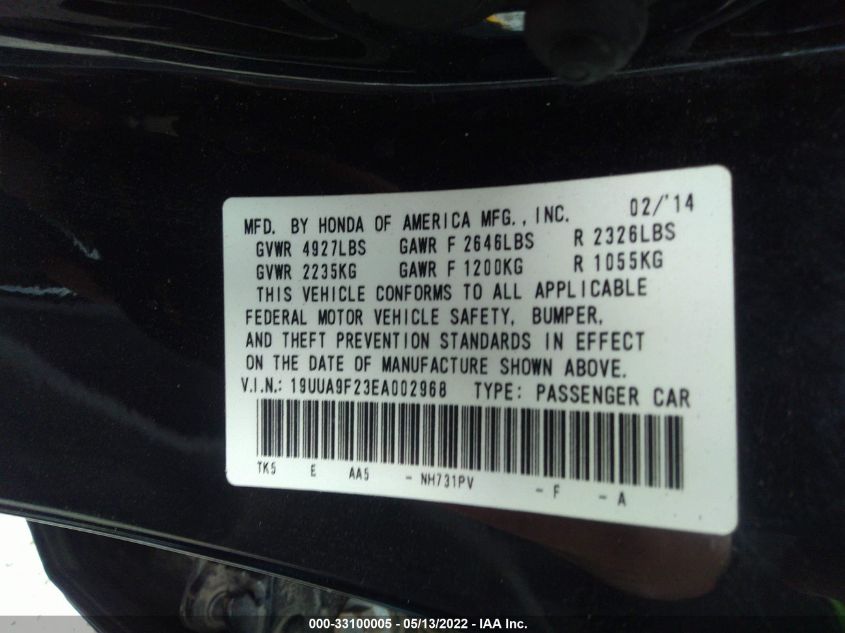 MFD. BY HONDA OF AMERICA MFG., INC. 02/'14
GVWR 4927LBS GAWR F 2646LBS R 2326LBS
GVWR 2235KG GAWR F 1200KG R 1055KG
THIS VEHICLE CONFORMS TO ALL APPLICABLE
FEDERAL MOTOR VEHICLE SAFETY, BUMPER,
AND THEFT PREVENTION STANDARDS IN EFFECT
ON THE DATE OF MANUFACTURE SHOWN ABOVE.
V.I.N.: 19UUA9F23EA002968 TYPE: PASSENGER CAR
TK5 E AA5 - NH731PV - F - A
000-33100005 - 05/13/2022 - IAA Inc.